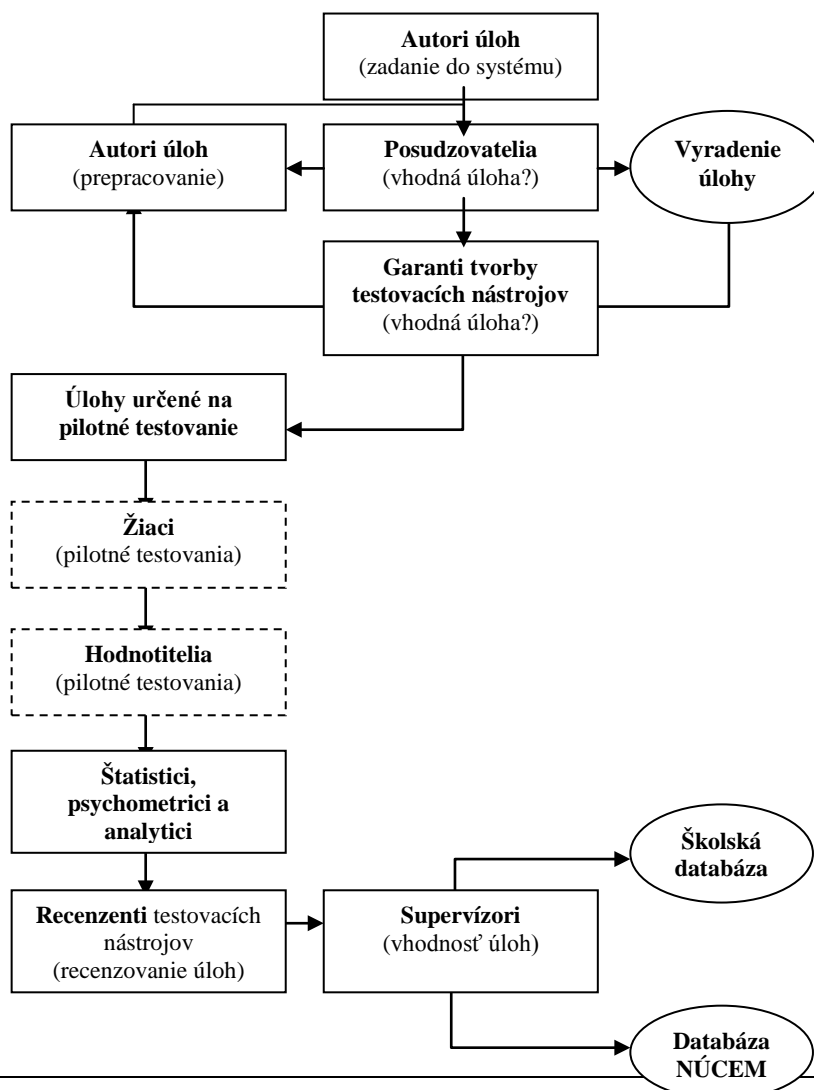 Autori úloh
(zadanie do systému)
Autori úloh
(prepracovanie)
Posudzovatelia
(vhodná úloha?)
Vyradenie
úlohy
Garanti tvorby
testovacích nástrojov
(vhodná úloha?)
Úlohy určené na
pilotné testovanie
Žiaci
(pilotné testovania)
Hodnotitelia
(pilotné testovania)
Štatistici,
psychometrici a
analytici
Školská
databáza
Recenzenti testovacích
nástrojov
(recenzovanie úloh)
Supervízori
(vhodnosť úloh)
Databáza
NÚCEM